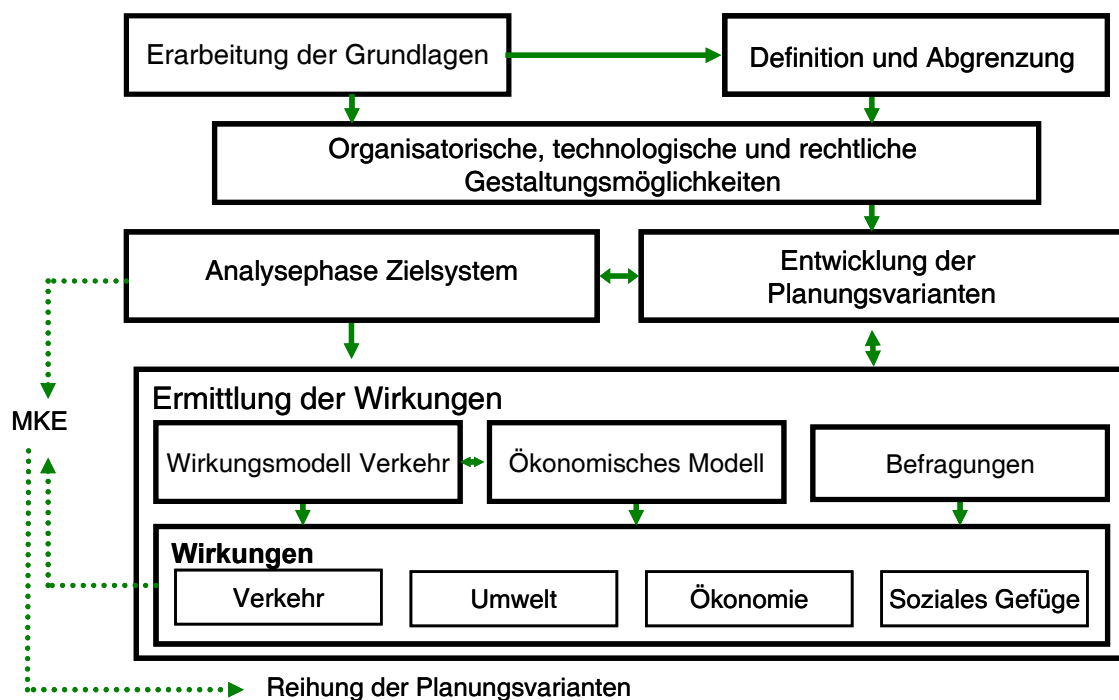 Erarbeitung der Grundlagen
Definition und Abgrenzung
Organisatorische, technologische und rechtliche
Gestaltungsmöglichkeiten
Analysephase Zielsystem
Entwicklung der
Planungsvarianten
Ermittlung der Wirkungen
MKE
Wirkungsmodell Verkehr
Ökonomisches Modell
Befragungen
Wirkungen
Verkehr
Umwelt
Ökonomie
Soziales Gefüge
Reihung der Planungsvarianten